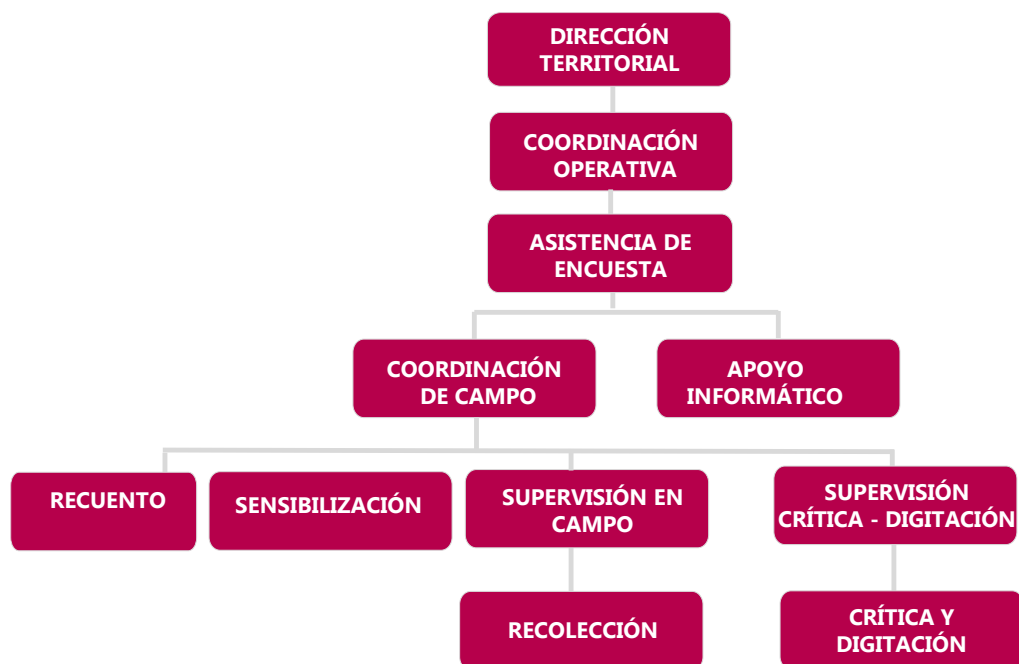 DIRECCIÓN
TERRITORIAL
COORDINACIÓN
OPERATIVA
ASISTENCIA DE
ENCUESTA
COORDINACIÓN
DE CAMPO
APOYO
INFORMÁTICO
RECUENTO
SENSIBILIZACIÓN
SUPERVISIÓN EN
CAMPO
SUPERVISIÓN
CRÍTICA - DIGITACIÓN
RECOLECCIÓN
CRÍTICA Y
DIGITACIÓN